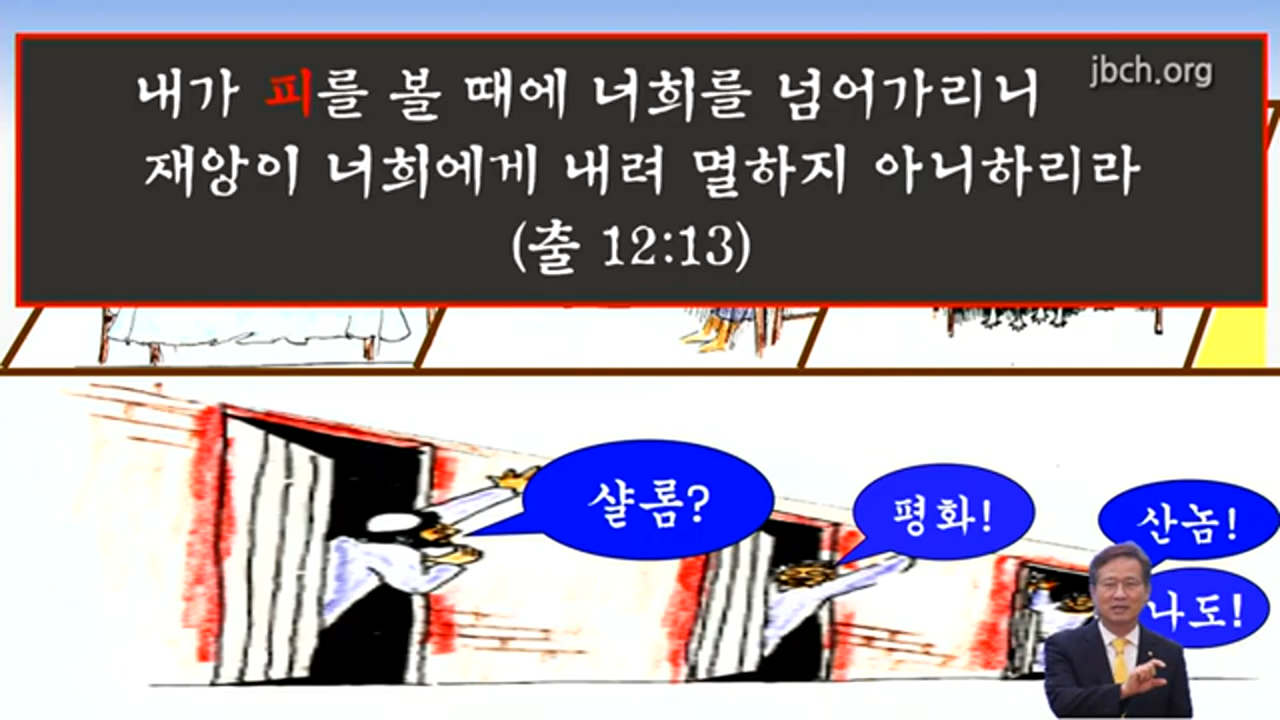 jbch.org
내가 피를 볼 때에 너희를 넘어가리니
재앙이 너희에게 내려 멸하지 아니하리라
(출 12:13)
샬롬?
평화!
산놈!
나도!